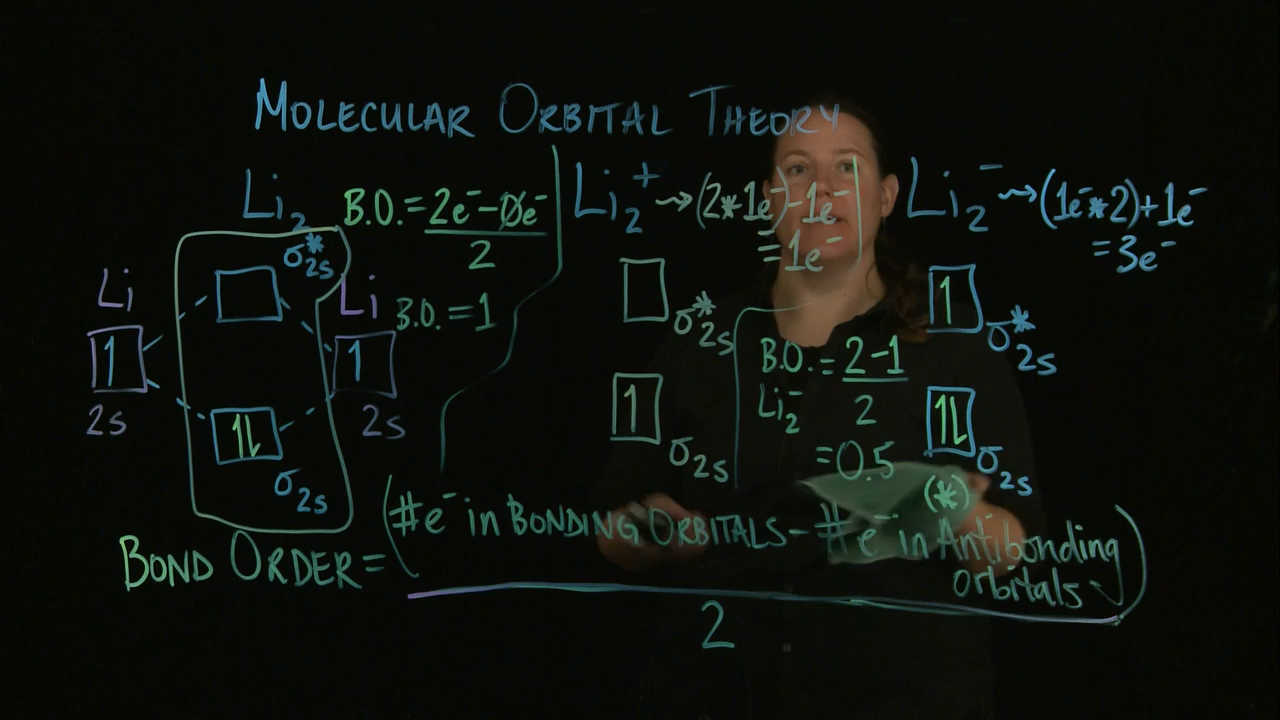 MOLECULAR ORBITAL THEORY
Li₂
B.O. = 2e⁻ - 0e⁻
2
B.O. = 1
σ*2s
Li
1
2s
Li
1
2s
1L
σ2s
Li₂⁺ ⇝ (2*1e⁻) - 1e⁻
= 1e⁻
σ*2s
1
σ2s
B.O. = 2-1
Li₂⁻ 2
= 0.5
Li₂⁻ ⇝ (1e⁻*2)+1e⁻
= 3e⁻
1
σ*2s
1L
σ2s
BOND ORDER = (#e⁻ in BONDING ORBITALS - #e⁻ in Antibonding (*)
orbitals)
2